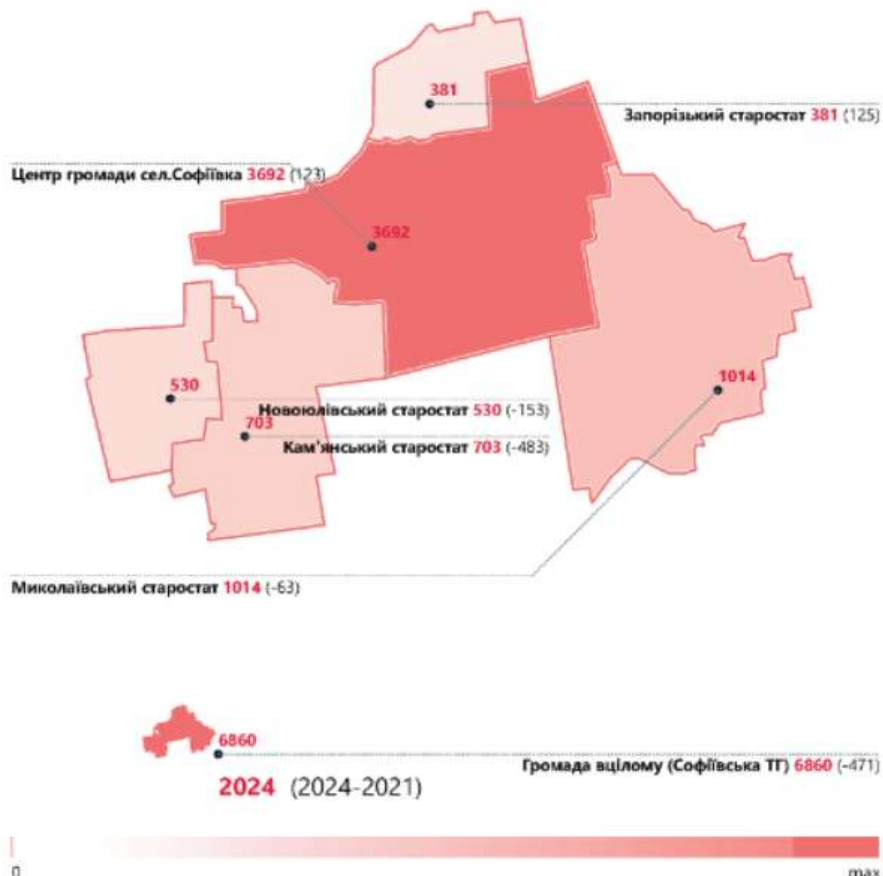 381
Запорізький старостат 381 (125)
Центр громади сел.Софіївка 3692 (123)
3692
530
Новоюлівський старостат 530 (-153)
1014
703
Кам'янський старостат 703 (-483)
Миколаївський старостат 1014 (-63)
6860
Громада вцілому (Софіївська ТГ) 6860 (-471)
2024 (2024-2021)
0 max